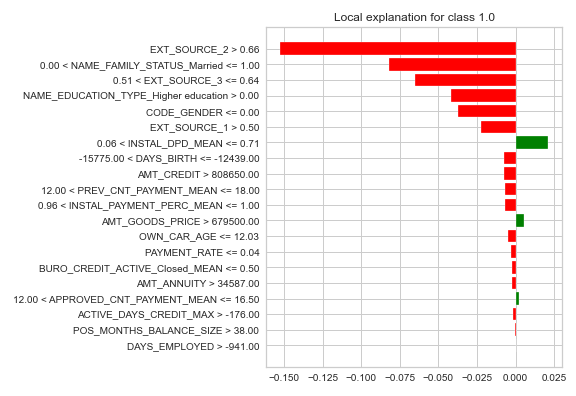 Local explanation for class 1.0
EXT_SOURCE_2 > 0.66
0.00 < NAME_FAMILY_STATUS_Married <= 1.00
0.51 < EXT_SOURCE_3 <= 0.64
NAME_EDUCATION_TYPE_Higher education > 0.00
CODE_GENDER <= 0.00
EXT_SOURCE_1 > 0.50
0.06 < INSTAL_DPD_MEAN <= 0.71
-15775.00 < DAYS_BIRTH <= -12439.00
AMT_CREDIT > 808650.00
12.00 < PREV_CNT_PAYMENT_MEAN <= 18.00
0.96 < INSTAL_PAYMENT_PERC_MEAN <= 1.00
AMT_GOODS_PRICE > 679500.00
OWN_CAR_AGE <= 12.03
PAYMENT_RATE <= 0.04
BURO_CREDIT_ACTIVE_Closed_MEAN <= 0.50
AMT_ANNUITY > 34587.00
12.00 < APPROVED_CNT_PAYMENT_MEAN <= 16.50
ACTIVE_DAYS_CREDIT_MAX > -176.00
POS_MONTHS_BALANCE_SIZE > 38.00
DAYS_EMPLOYED > -941.00
−0.150 −0.125 −0.100 −0.075 −0.050 −0.025 0.000 0.025